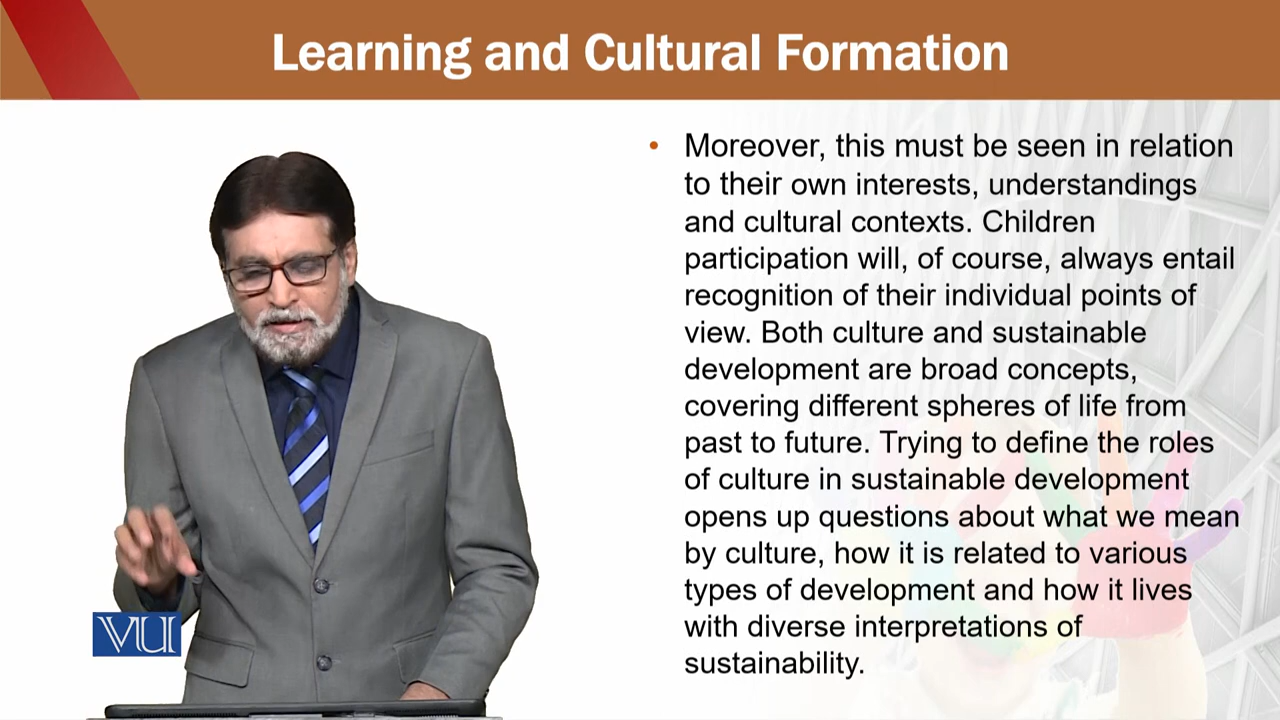 Learning and Cultural Formation
• Moreover, this must be seen in relation
to their own interests, understandings
and cultural contexts. Children
participation will, of course, always entail
recognition of their individual points of
view. Both culture and sustainable
development are broad concepts,
covering different spheres of life from
past to future. Trying to define the roles
of culture in sustainable development
opens up questions about what we mean
by culture, how it is related to various
types of development and how it lives
with diverse interpretations of
sustainability.
VU